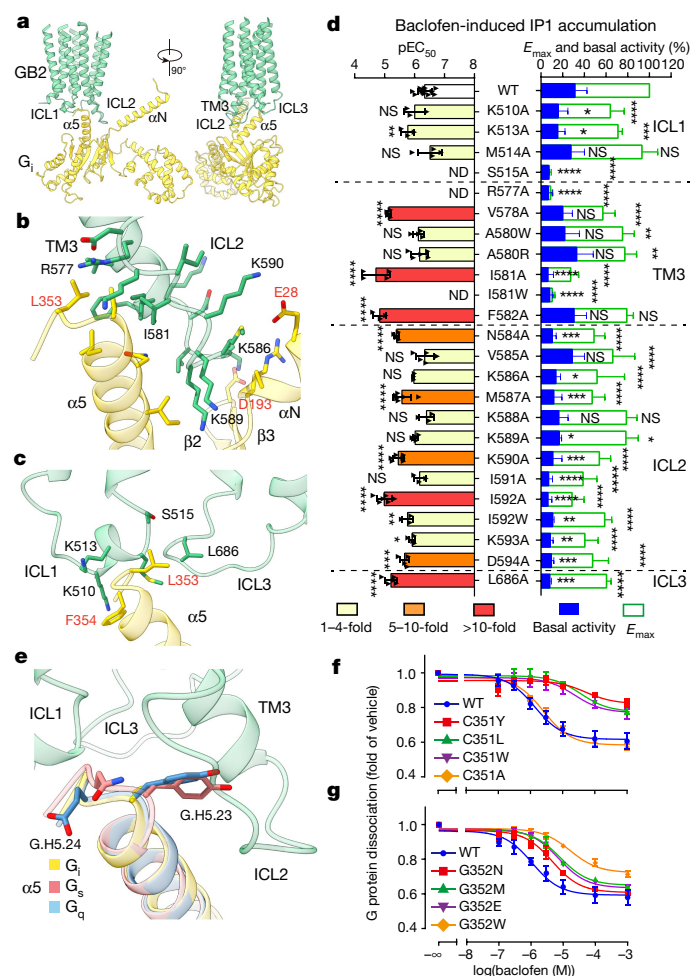 a
GB2
ICL1
α5
ICL2
αN
Gi
90°
TM3
ICL2
α5
ICL3
b
TM3
R577
L353
ICL2
K590
E28
I581
K586
D193
αN
α5
β2
K589
β3
c
S515
K513
L686
ICL1
K510
L353
ICL3
F354
α5
d Baclofen-induced IP1 accumulation
pEC50
Emax and basal activity (%)
8 7 6 5 4
0 20 40 60 80 100 120
WT
NS K510A * ****
* K513A * ****
NS M514A NS NS
ND S515A **** ****
ICL1
ND R577A **** ****
**** V578A NS ****
NS A580W NS **
NS A580R NS **
**** I581A **** ****
ND I581W **** ****
**** F582A NS NS
TM3
**** N584A *** ****
NS V585A NS ****
NS K586A * ****
**** M587A *** ****
NS K588A NS NS
NS K589A * *
**** K590A *** ****
NS I591A **** ****
**** I592A **** ****
NS I592W ** ****
* K593A ** ****
**** D594A *** ****
ICL2
**** L686A *** ****
ICL3
1–4-fold
5–10-fold
>10-fold
Basal activity
Emax
e
ICL1
ICL3
TM3
G.H5.24
G.H5.23
ICL2
α5
Gi
Gs
Gq
f
G protein dissociation (fold of vehicle)
1.0
0.8
0.6
0.4
WT
C351Y
C351L
C351W
C351A
g
1.0
0.8
0.6
0.4
WT
G352N
G352M
G352E
G352W
−∞ −8 −7 −6 −5 −4 −3
log(baclofen (M))